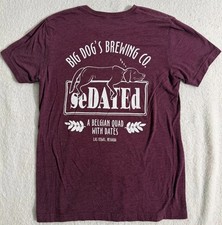 BIG DOG'S BREWING CO.
seDATEd
A BELGIAN QUAD
WITH DATES
LAS VEGAS, NEVADA